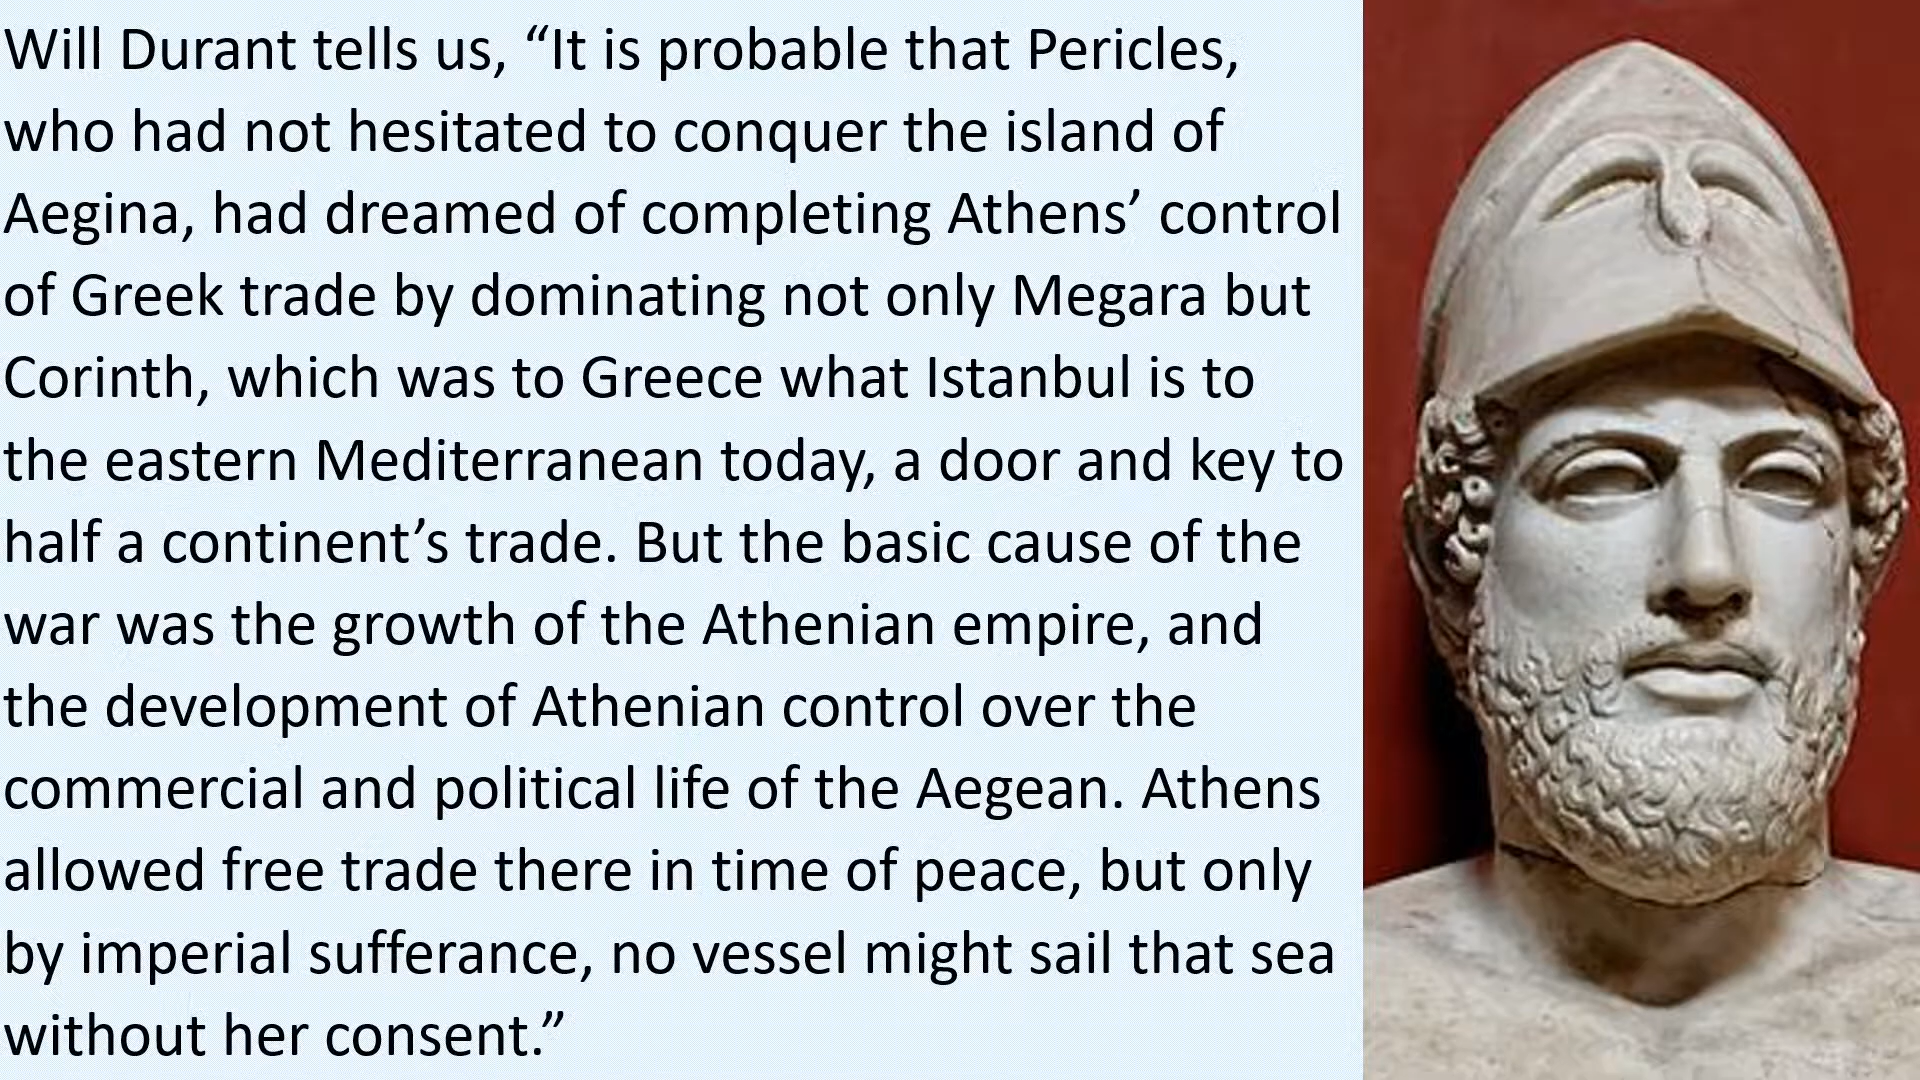 Will Durant tells us, “It is probable that Pericles,
who had not hesitated to conquer the island of
Aegina, had dreamed of completing Athens’ control
of Greek trade by dominating not only Megara but
Corinth, which was to Greece what Istanbul is to
the eastern Mediterranean today, a door and key to
half a continent’s trade. But the basic cause of the
war was the growth of the Athenian empire, and
the development of Athenian control over the
commercial and political life of the Aegean. Athens
allowed free trade there in time of peace, but only
by imperial sufferance, no vessel might sail that sea
without her consent.”